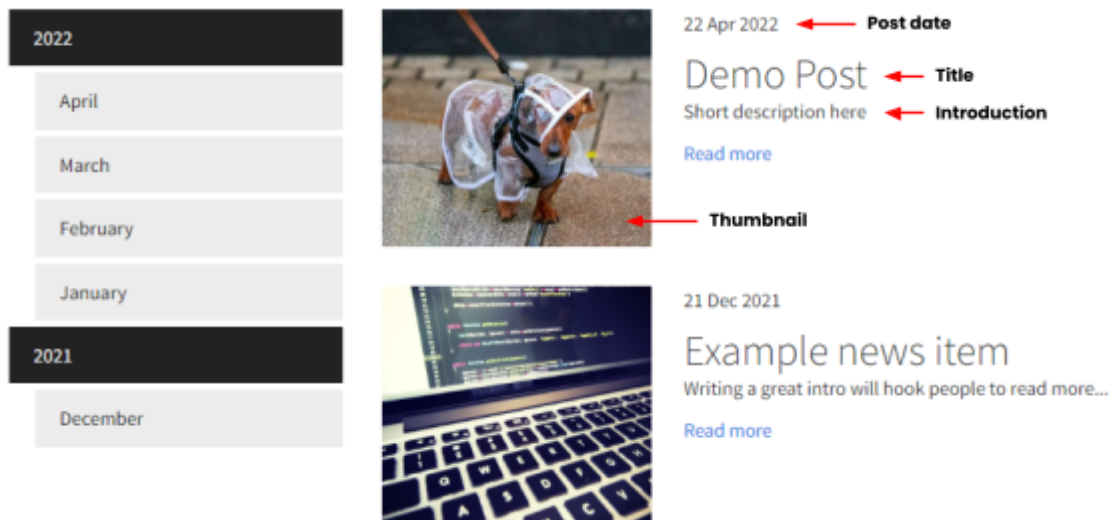 2022
April
March
February
January
2021
December
22 Apr 2022
Post date
Demo Post
Title
Short description here
Introduction
Read more
Thumbnail
21 Dec 2021
Example news item
Writing a great intro will hook people to read more...
Read more
Q W E
A S D
C V